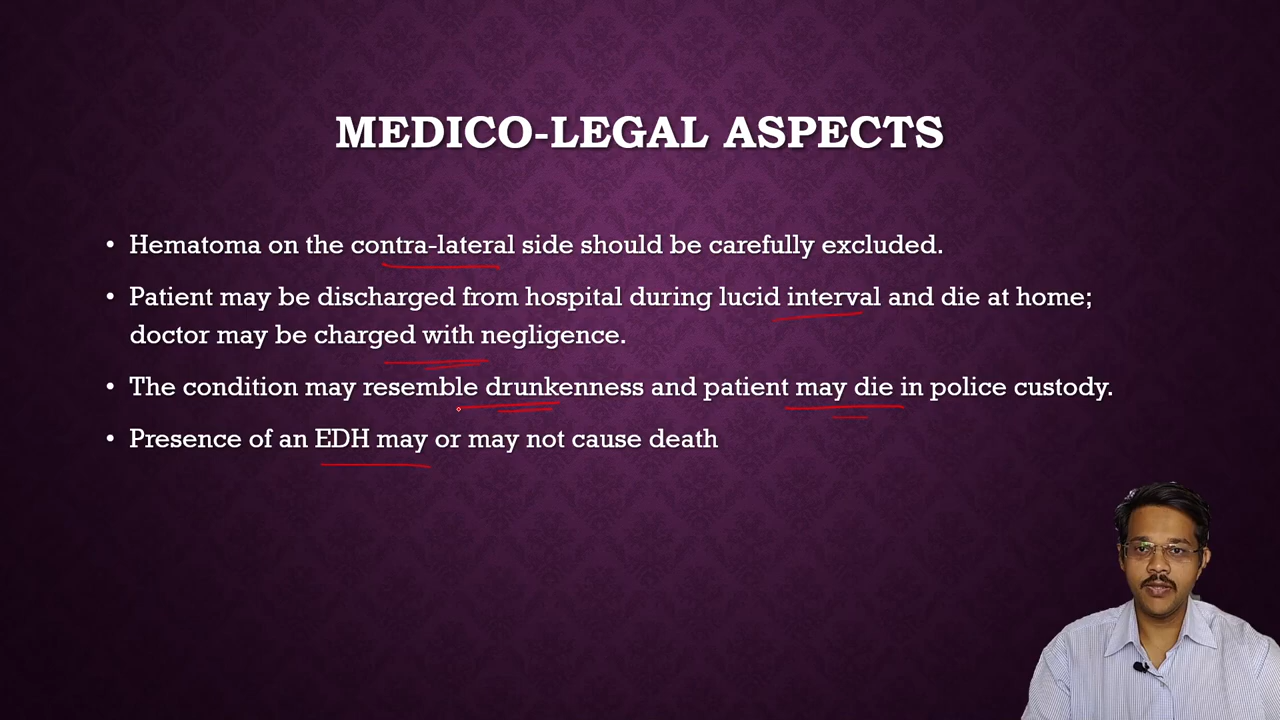 MEDICO-LEGAL ASPECTS
• Hematoma on the contra-lateral side should be carefully excluded.
• Patient may be discharged from hospital during lucid interval and die at home;
doctor may be charged with negligence.
• The condition may resemble drunkenness and patient may die in police custody.
• Presence of an EDH may or may not cause death